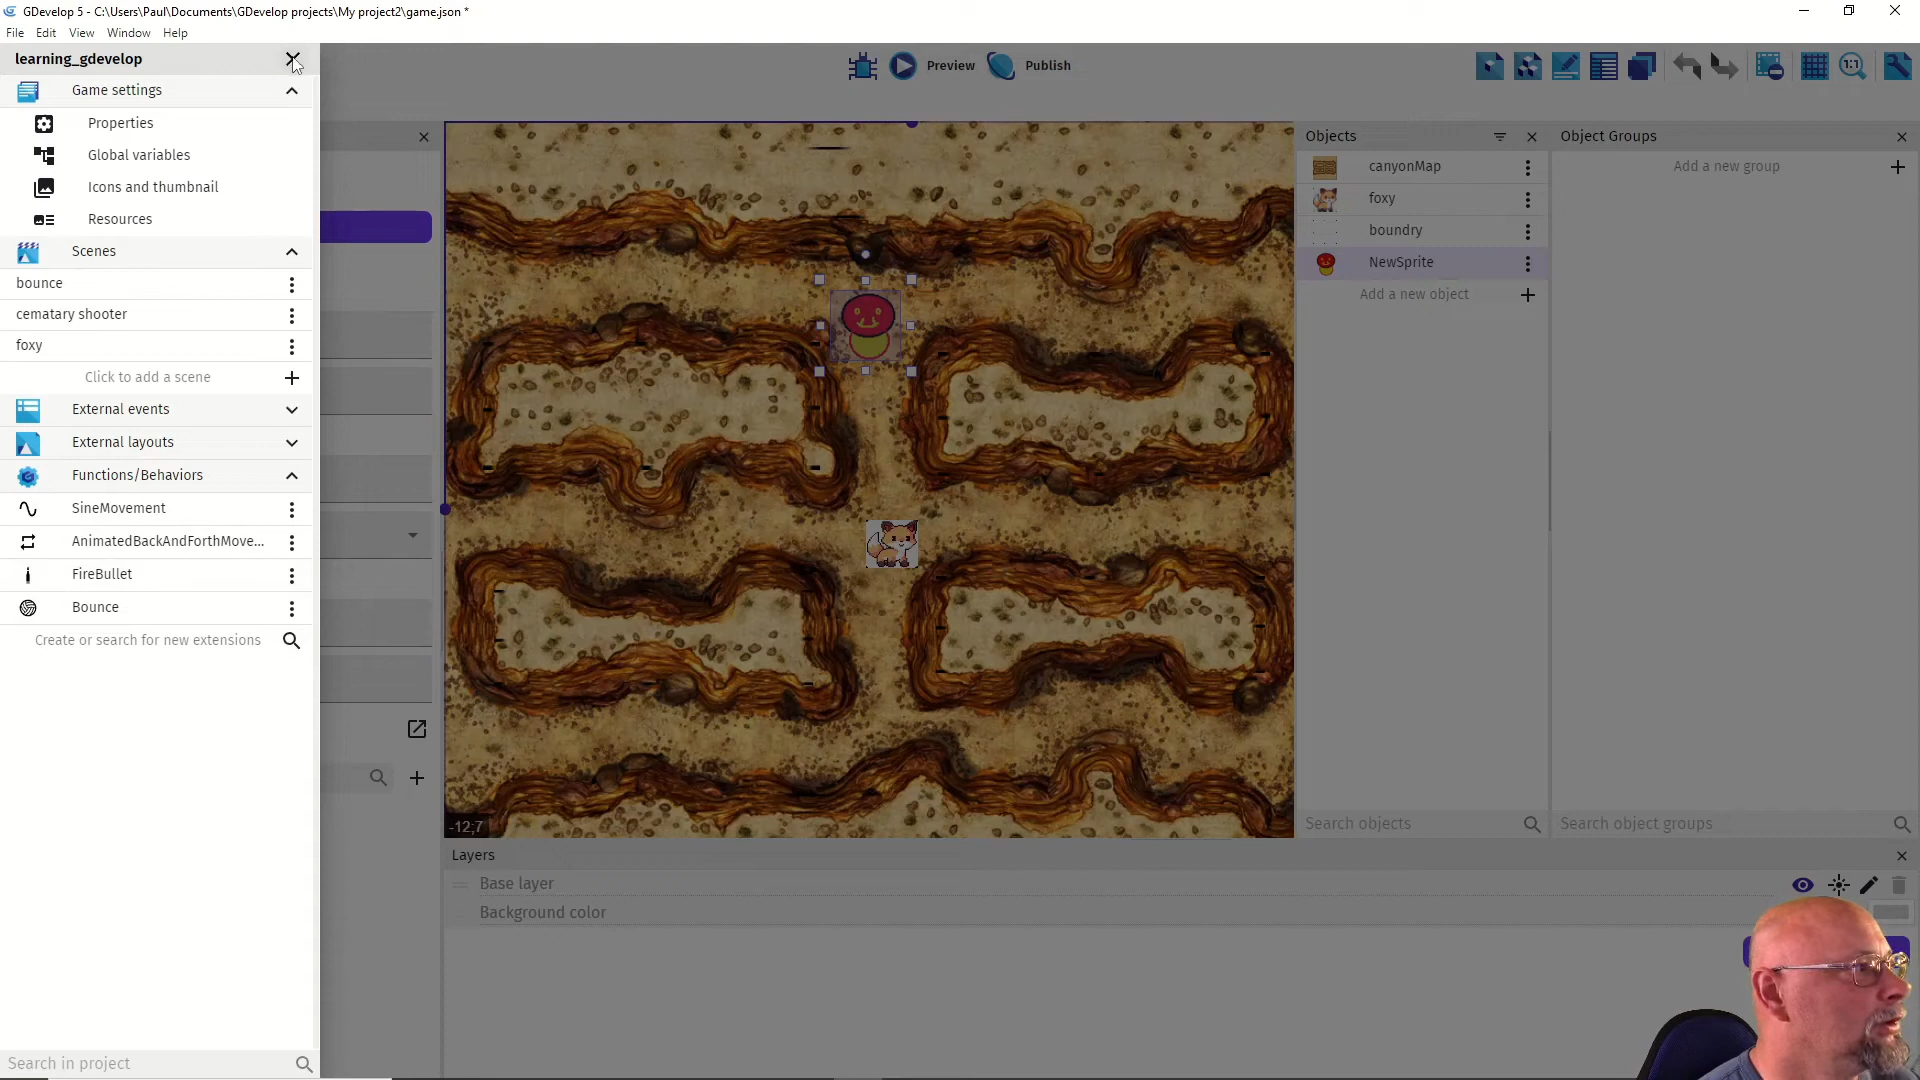 GDevelop 5 - C:\Users\Paul\Documents\GDevelop projects\My project2\game.json *
File Edit View Window Help
learning_gdevelop
Preview Publish
Game settings
Properties
Global variables
Icons and thumbnail
Resources
Scenes
bounce
cematary shooter
foxy
Click to add a scene
External events
External layouts
Functions/Behaviors
SineMovement
AnimatedBackAndForthMove...
FireBullet
Bounce
Create or search for new extensions
Search in project
-12;7
Objects
canyonMap
foxy
boundry
NewSprite
Add a new object
Search objects
Object Groups
Add a new group
Search object groups
Layers
Base layer
Background color
1:1